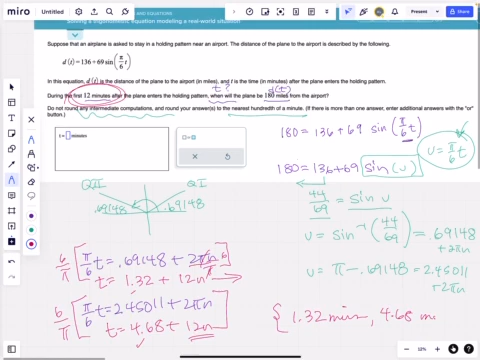 miro
EQUATIONS
Present
Share
Solving a trigonometric equation modeling a real-world situation
Suppose that an airplane is asked to stay in a holding pattern near an airport. The distance of the plane to the airport is described by the following.
d (t) = 136 + 69 sin (π/6 t)
t?
d(t)
In this equation, d (t) is the distance of the plane to the airport (in miles), and t is the time (in minutes) after the plane enters the holding pattern.
During the first 12 minutes after the plane enters the holding pattern, when will the plane be 180 miles from the airport?
Do not round any intermediate computations, and round your answer(s) to the nearest hundredth of a minute. (If there is more than one answer, enter additional answers with the "or" button.)
t = minutes
or
180 = 136 + 69 sin (π/6 t)
u = π/6 t
180 = 136 + 69 sin (u)
QII QI
.69148 .69148
44/69 = sin u
u = sin⁻¹ (44/69) = .69148 + 2πn
u = π - .69148 = 2.45011 + 2πn
6/π [ π/6 t = .69148 + 2πn ] 6/π
t = 1.32 + 12n
6/π [ π/6 t = 2.45011 + 2πn
t = 4.68 + 12n
{ 1.32 min, 4.68 m
12%